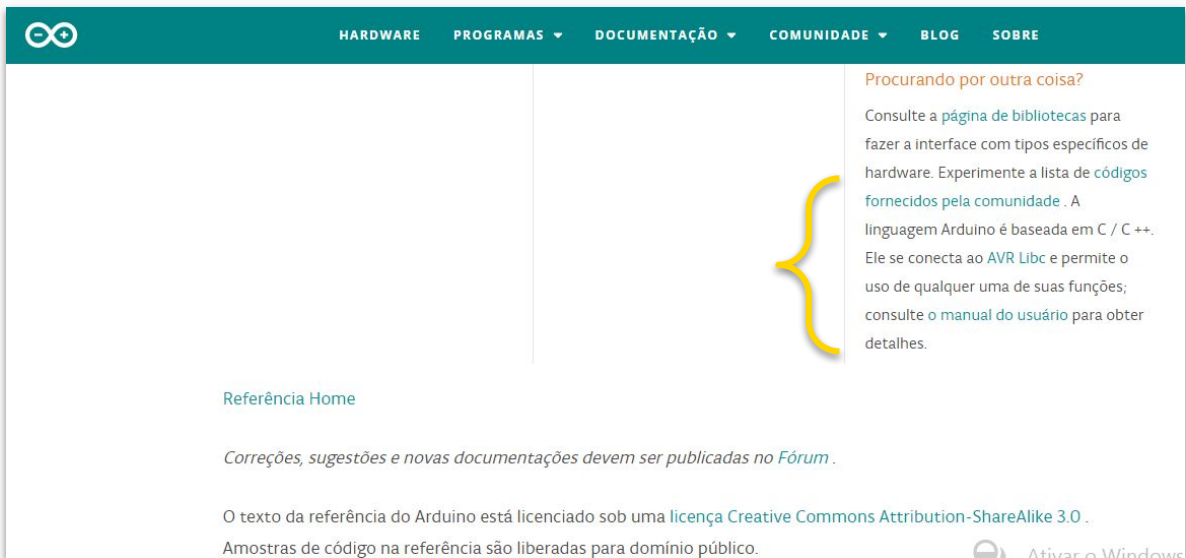 HARDWARE PROGRAMAS DOCUMENTAÇÃO COMUNIDADE BLOG SOBRE
Procurando por outra coisa?
Consulte a página de bibliotecas para
fazer a interface com tipos específicos de
hardware. Experimente a lista de códigos
fornecidos pela comunidade . A
linguagem Arduino é baseada em C / C ++.
Ele se conecta ao AVR Libc e permite o
uso de qualquer uma de suas funções;
consulte o manual do usuário para obter
detalhes.
Referência Home
Correções, sugestões e novas documentações devem ser publicadas no Fórum .
O texto da referência do Arduino está licenciado sob uma licença Creative Commons Attribution-ShareAlike 3.0 .
Amostras de código na referência são liberadas para domínio público.
Ativar o Windows